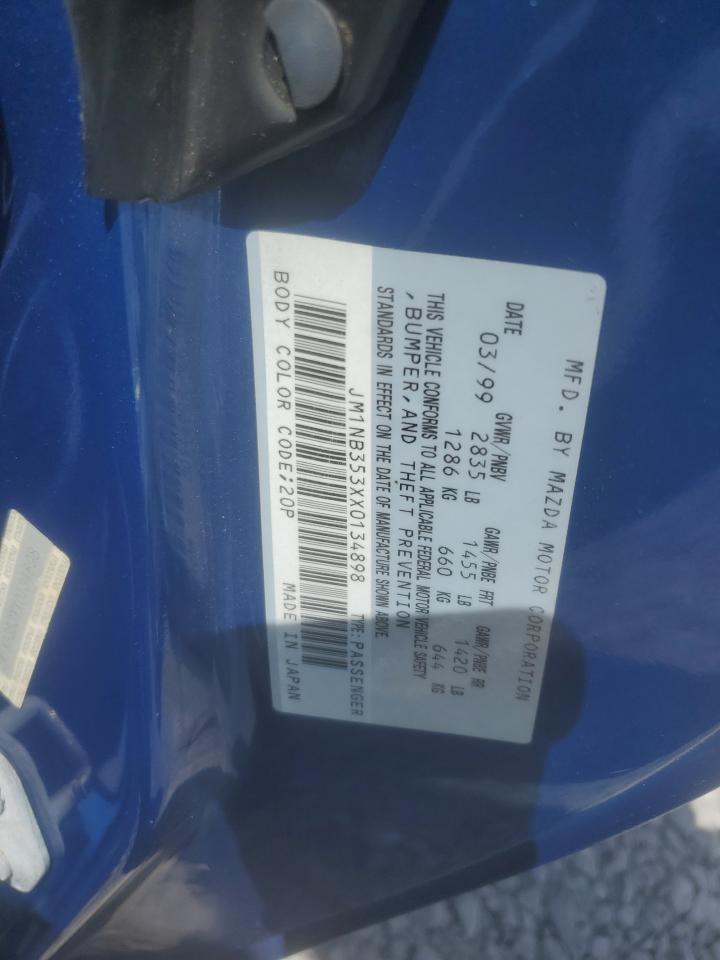 MFD. BY MAZDA MOTOR CORPORATION
DATE GVWR/PNBV GAWR/PNBE FRT GAWR/PNBE RR
03/99 2835 LB 1455 LB 1420 LB
1286 KG 660 KG 644 KG
THIS VEHICLE CONFORMS TO ALL APPLICABLE FEDERAL MOTOR VEHICLE SAFETY
, BUMPER, AND THEFT PREVENTION
STANDARDS IN EFFECT ON THE DATE OF MANUFACTURE SHOWN ABOVE.
JM1NB353XX0134898 TYPE:PASSENGER
BODY COLOR CODE;20P MADE IN JAPAN